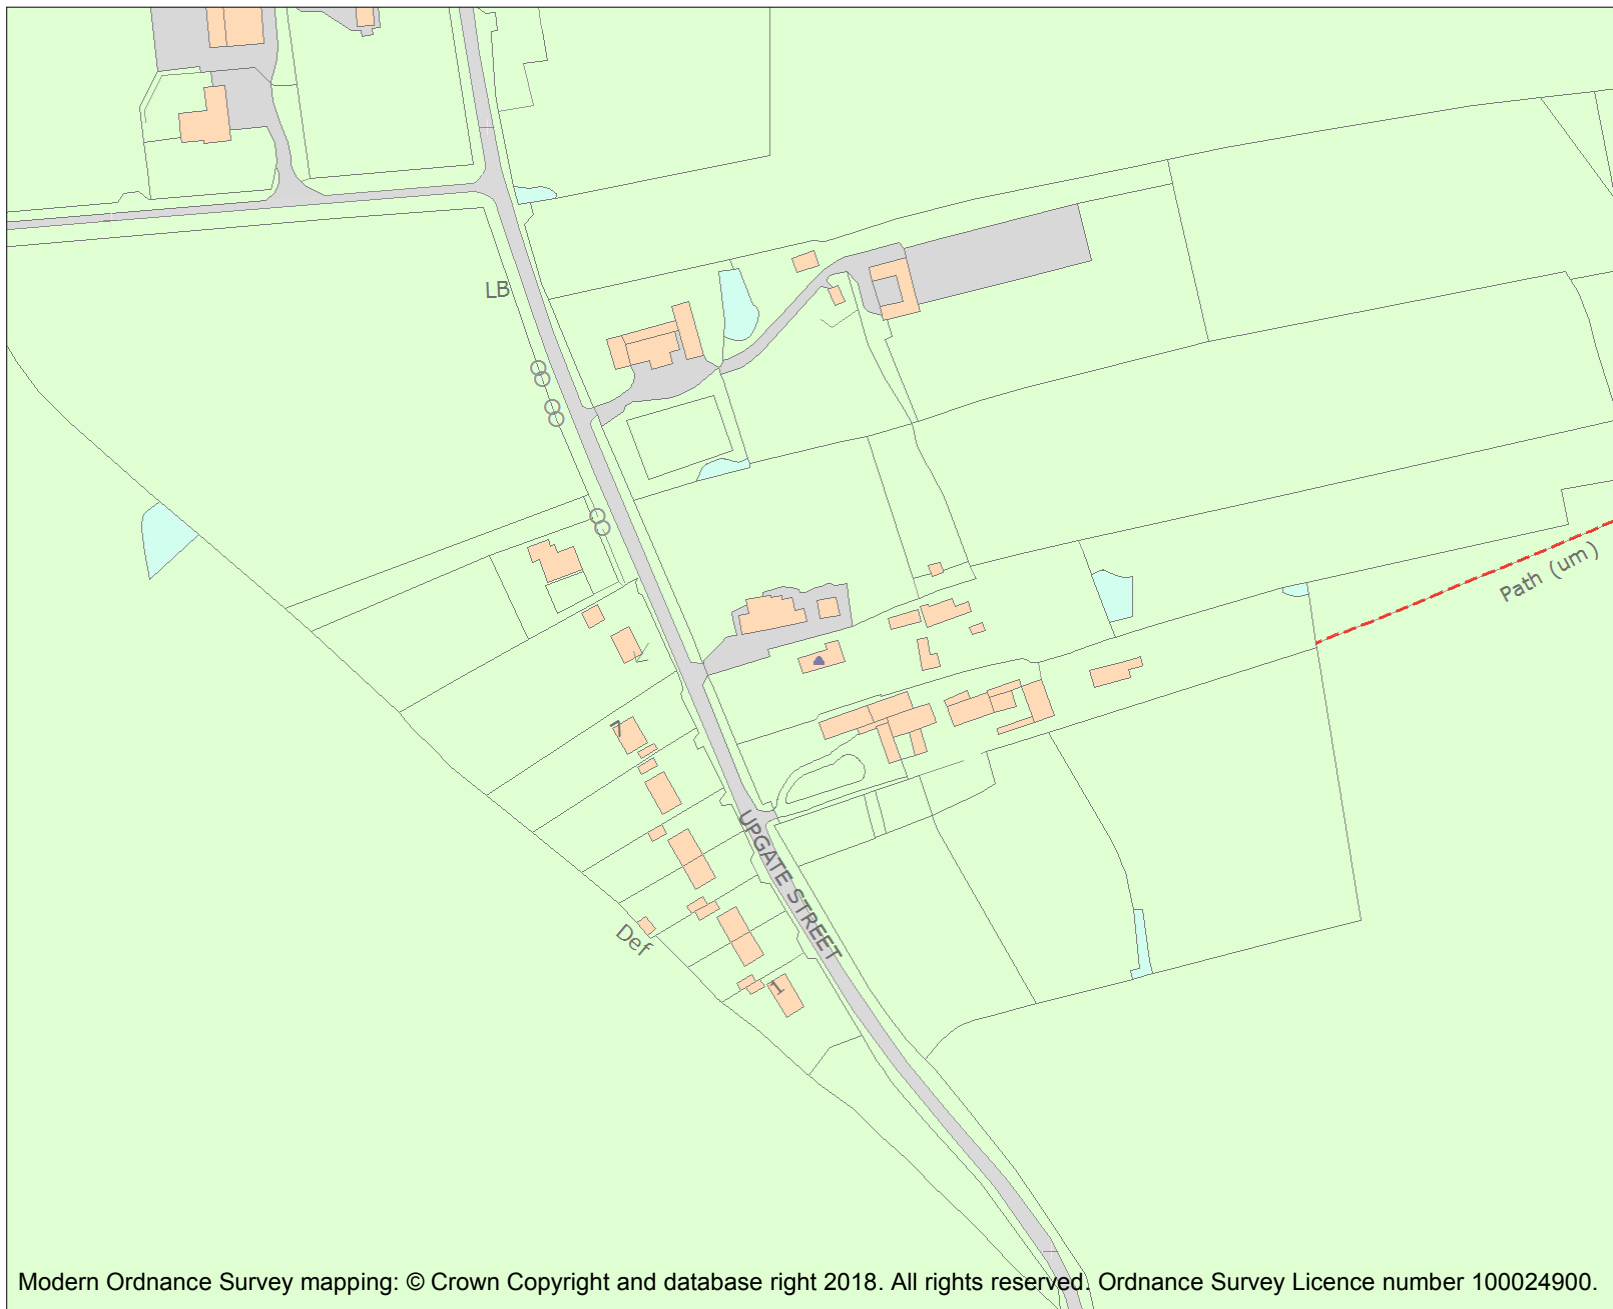 LB
Path (um)
7
UPGATE STREET
Def
1
Modern Ordnance Survey mapping: © Crown Copyright and database right 2018. All rights reserved. Ordnance Survey Licence number 100024900.